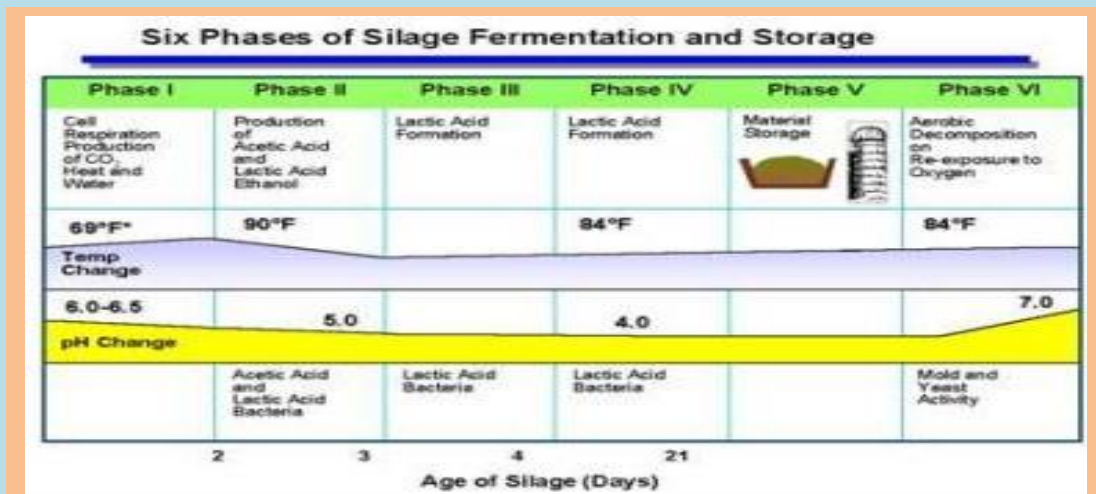 Six Phases of Silage Fermentation and Storage
Phase I Phase II Phase III Phase IV Phase V Phase VI
Cell
Respiration
Production
of CO₂
Heat and
Water
Production
of
Acetic Acid
and
Lactic Acid
Ethanol
Lactic Acid
Formation
Lactic Acid
Formation
Material
Storage
Aerobic
Decomposition
on
Re-exposure to
Oxygen
69°F* 90°F 84°F 84°F
Temp
Change
6.0-6.5 5.0 4.0 7.0
pH Change
Acetic Acid
and
Lactic Acid
Bacteria
Lactic Acid
Bacteria
Lactic Acid
Bacteria
Mold and
Yeast
Activity
2 3 4 21
Age of Silage (Days)